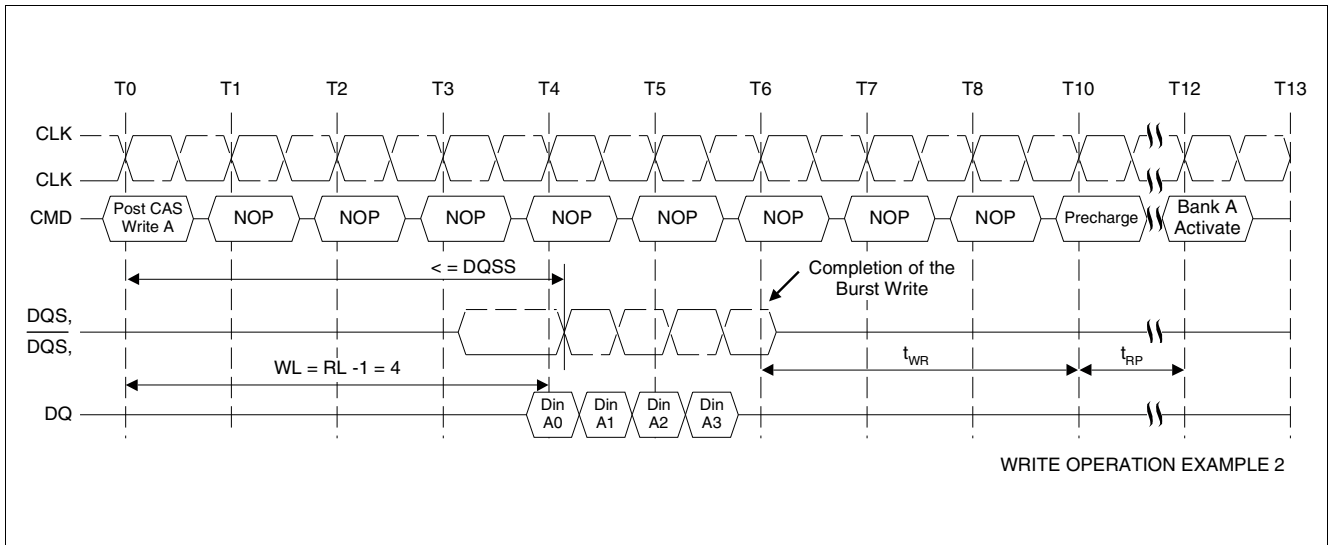 T0 T1 T2 T3 T4 T5 T6 T7 T8 T10 T12 T13
CLK
CLK
CMD
Post CAS
Write A
NOP
NOP
NOP
NOP
NOP
NOP
NOP
NOP
Precharge
Bank A
Activate
< = DQSS
Completion of the
Burst Write
DQS,
DQS,
WL = RL -1 = 4
tWR
tRP
DQ
Din
A0
Din
A1
Din
A2
Din
A3
WRITE OPERATION EXAMPLE 2